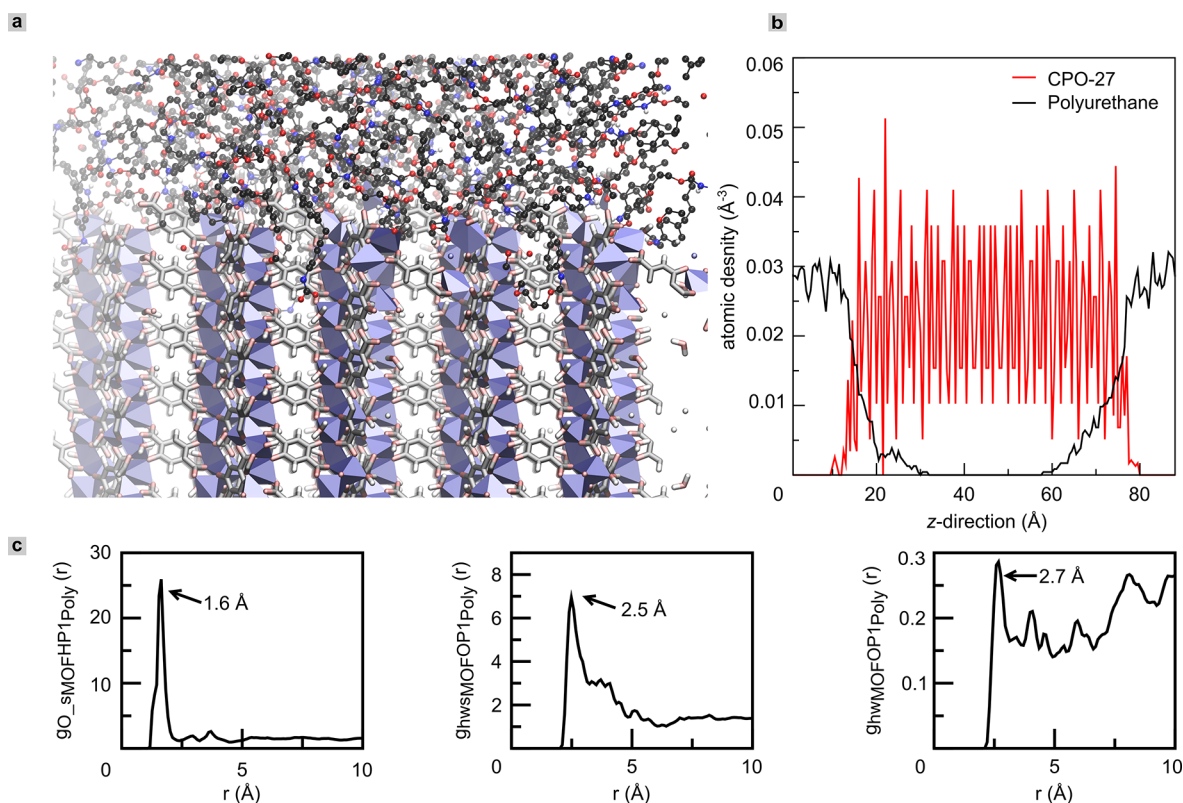 a
b
0.06
0.05
0.04
0.03
0.02
0.01
0
atomic desnity (Å-3)
CPO-27
Polyurethane
20
40
60
80
z-direction (Å)
c
30
20
10
gO_sMOFHP1Poly (r)
1.6 Å
0
5
10
r (Å)
8
6
4
2
ghwsMOFOP1Poly (r)
2.5 Å
0
5
10
r (Å)
0.3
0.2
0.1
ghwMOFOP1Poly (r)
2.7 Å
0
5
10
r (Å)